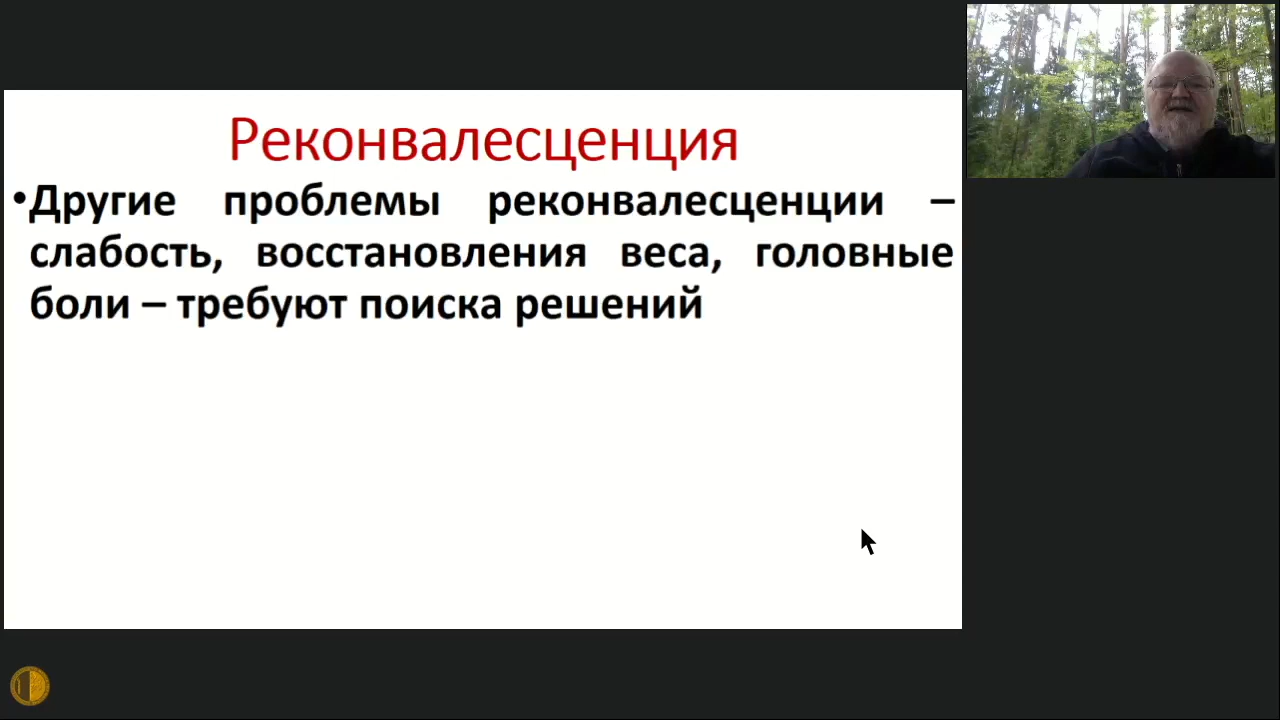 Реконвалесценция
•Другие проблемы реконвалесценции –
слабость, восстановления веса, головные
боли – требуют поиска решений